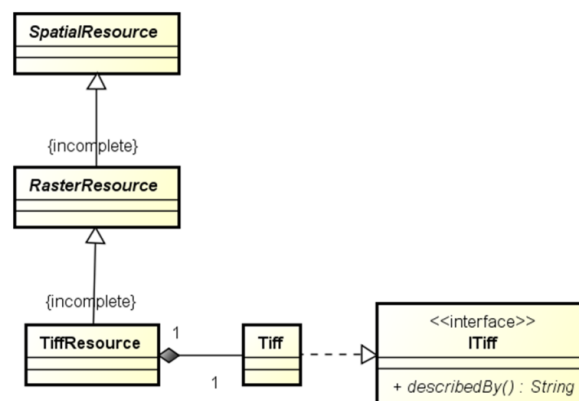 SpatialResource
{incomplete}
RasterResource
{incomplete}
TiffResource
1
1
Tiff
<<interface>>
ITiff
+ describedBy() : String